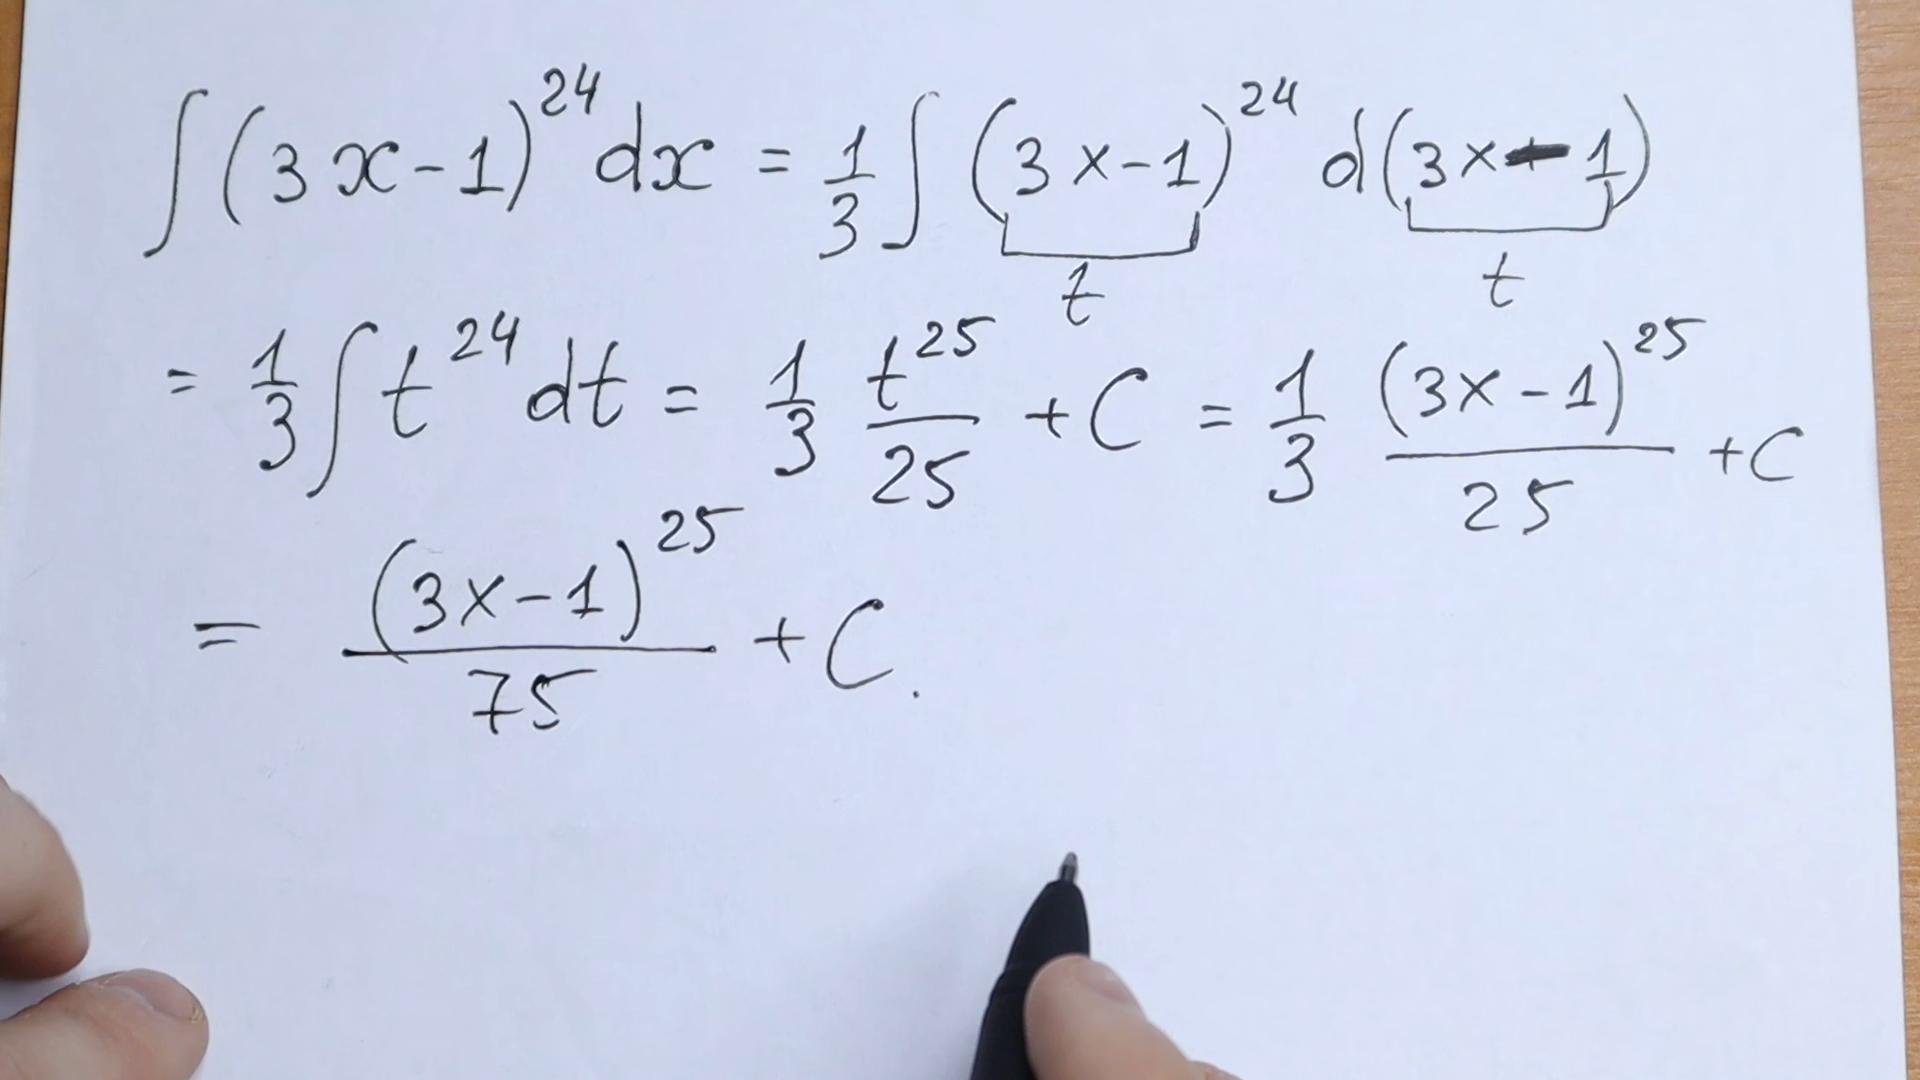 ∫(3x-1)^24 dx = 1/3 ∫(3x-1)^24 d(3x-1)
t t
= 1/3 ∫t^24 dt = 1/3 t^25/25 + C = 1/3 (3x-1)^25/25 + C
= (3x-1)^25/75 + C.